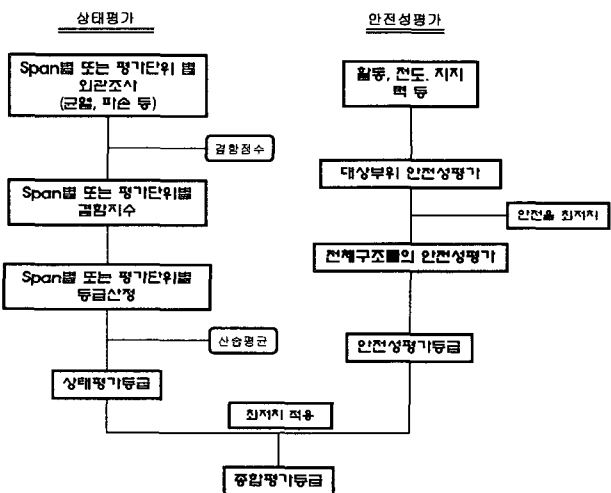 상태평가
Span별 또는 평가단위 별
외관조사
(균열, 파손 등)
결함점수
Span별 또는 평가단위별
결함지수
Span별 또는 평가단위별
등급산정
산술평균
상태평가등급
안전성평가
활동, 전도, 지지
력 등
대상부위 안전성평가
안전율 최저치
전체구조물의 안전성평가
안전성평가등급
최저치 적용
종합평가등급